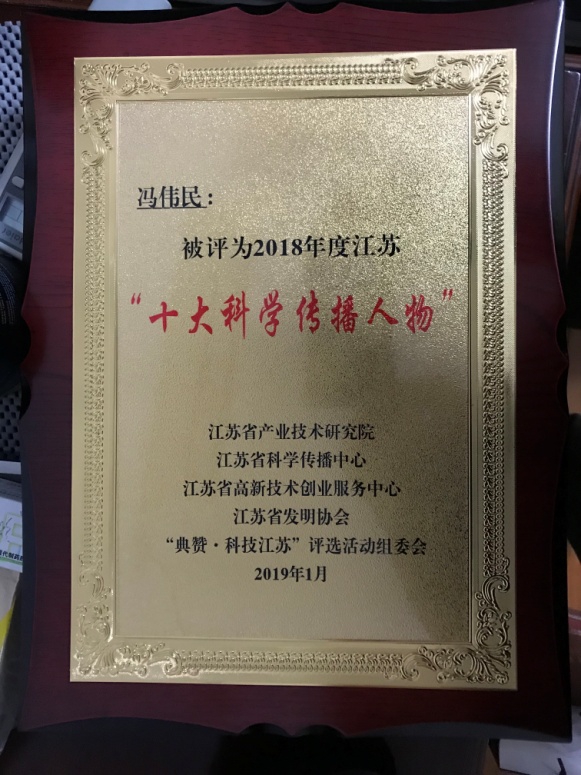 冯伟民：
被评为2018年度江苏
“十大科学传播人物”
江苏省产业技术研究院
江苏省科学传播中心
江苏省高新技术创业服务中心
江苏省发明协会
“典赞·科技江苏”评选活动组委会
2019年1月